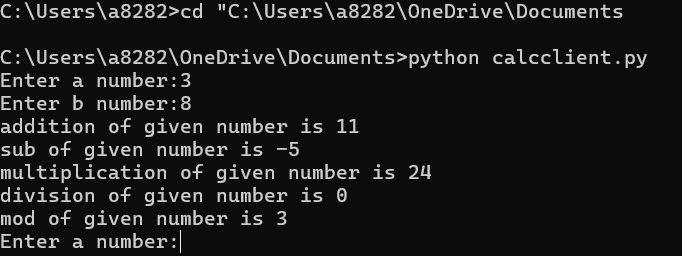 C:\Users\a8282>cd "C:\Users\a8282\OneDrive\Documents
C:\Users\a8282\OneDrive\Documents>python calcclient.py
Enter a number:3
Enter b number:8
addition of given number is 11
sub of given number is -5
multiplication of given number is 24
division of given number is 0
mod of given number is 3
Enter a number: